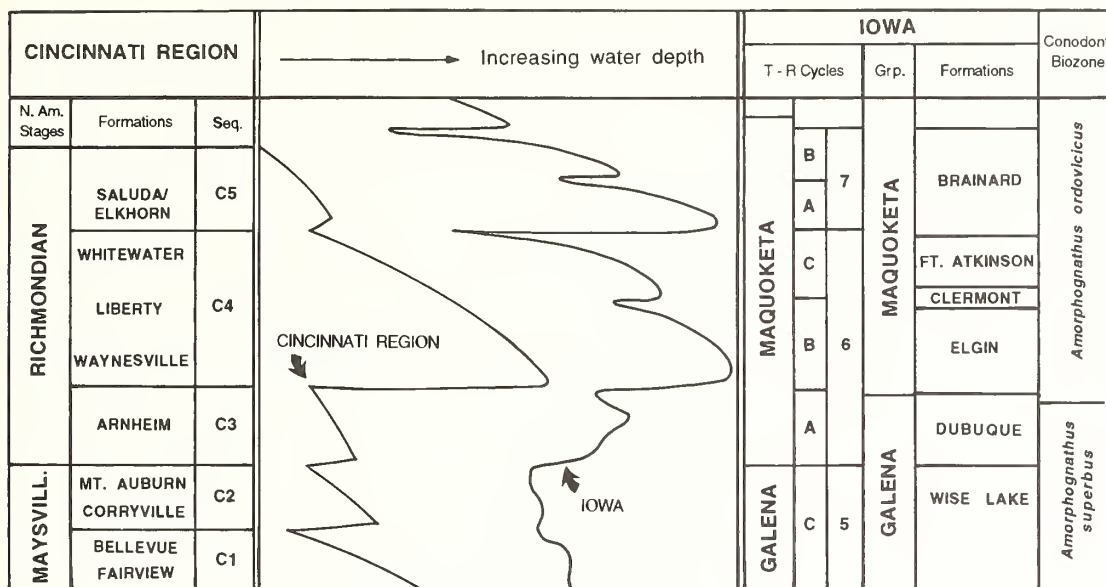 CINCINNATI REGION
Increasing water depth
IOWA
T - R Cycles
Grp.
Formations
Conodont
Biozone
N. Am.
Stages
Formations
Seq.
RICHMONDIAN
SALUDA/
ELKHORN
C5
WHITEWATER
LIBERTY
C4
WAYNESVILLE
ARNHEIM
C3
MAYSVILL.
MT. AUBURN
CORRYVILLE
C2
BELLEVUE
FAIRVIEW
C1
CINCINNATI REGION
IOWA
MAQUOKETA
B
A
7
C
B
6
A
GALENA
C
5
MAQUOKETA
GALENA
BRAINARD
FT. ATKINSON
CLERMONT
ELGIN
DUBUQUE
WISE LAKE
Amorphognathus ordovicicus
Amorphognathus
superbus